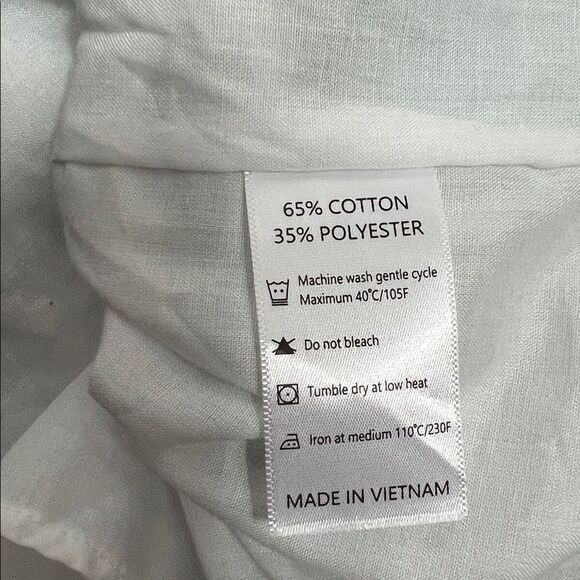 65% COTTON
35% POLYESTER
Machine wash gentle cycle
Maximum 40°C/105F
Do not bleach
Tumble dry at low heat
Iron at medium 110°C/230F
MADE IN VIETNAM